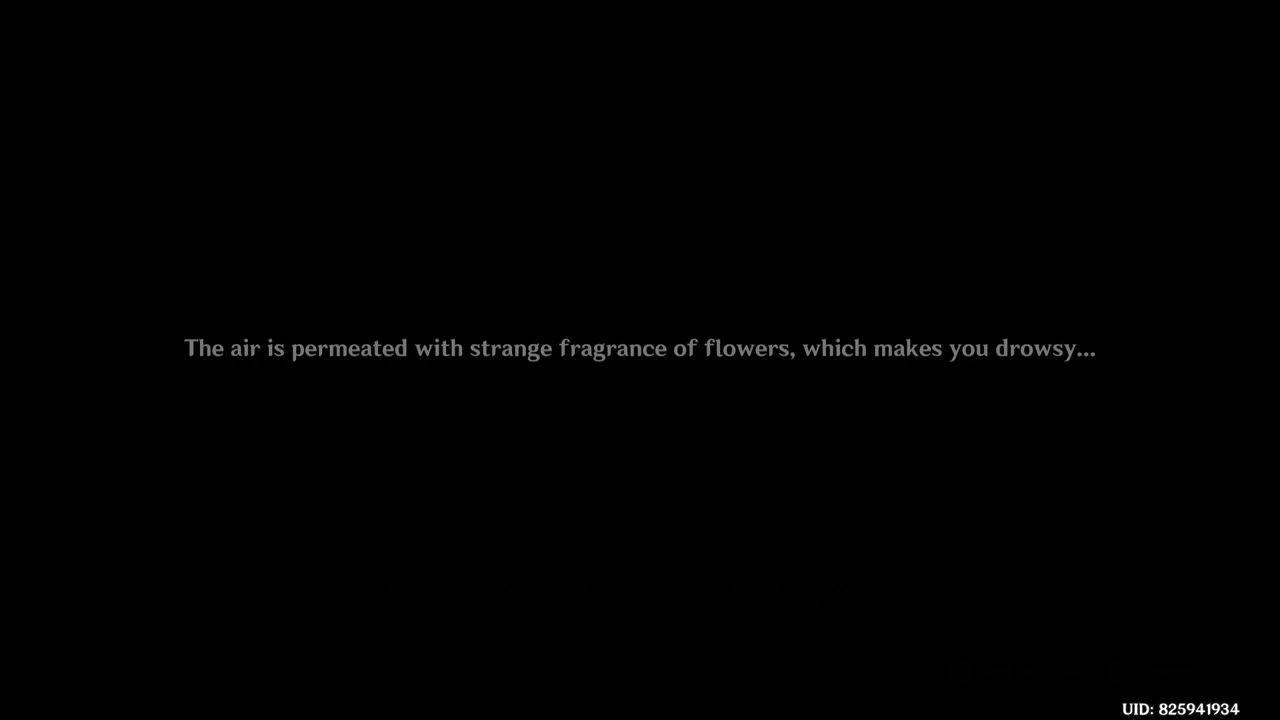 The air is permeated with strange fragrance of flowers, which makes you drowsy...
UID: 825941934